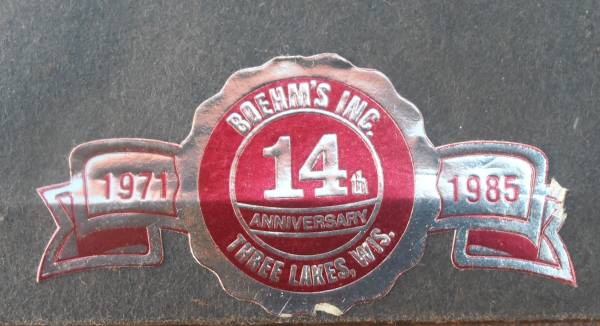 BOEHM'S INC.
14th
ANNIVERSARY
THREE LAKES, WIS.
1971
1985